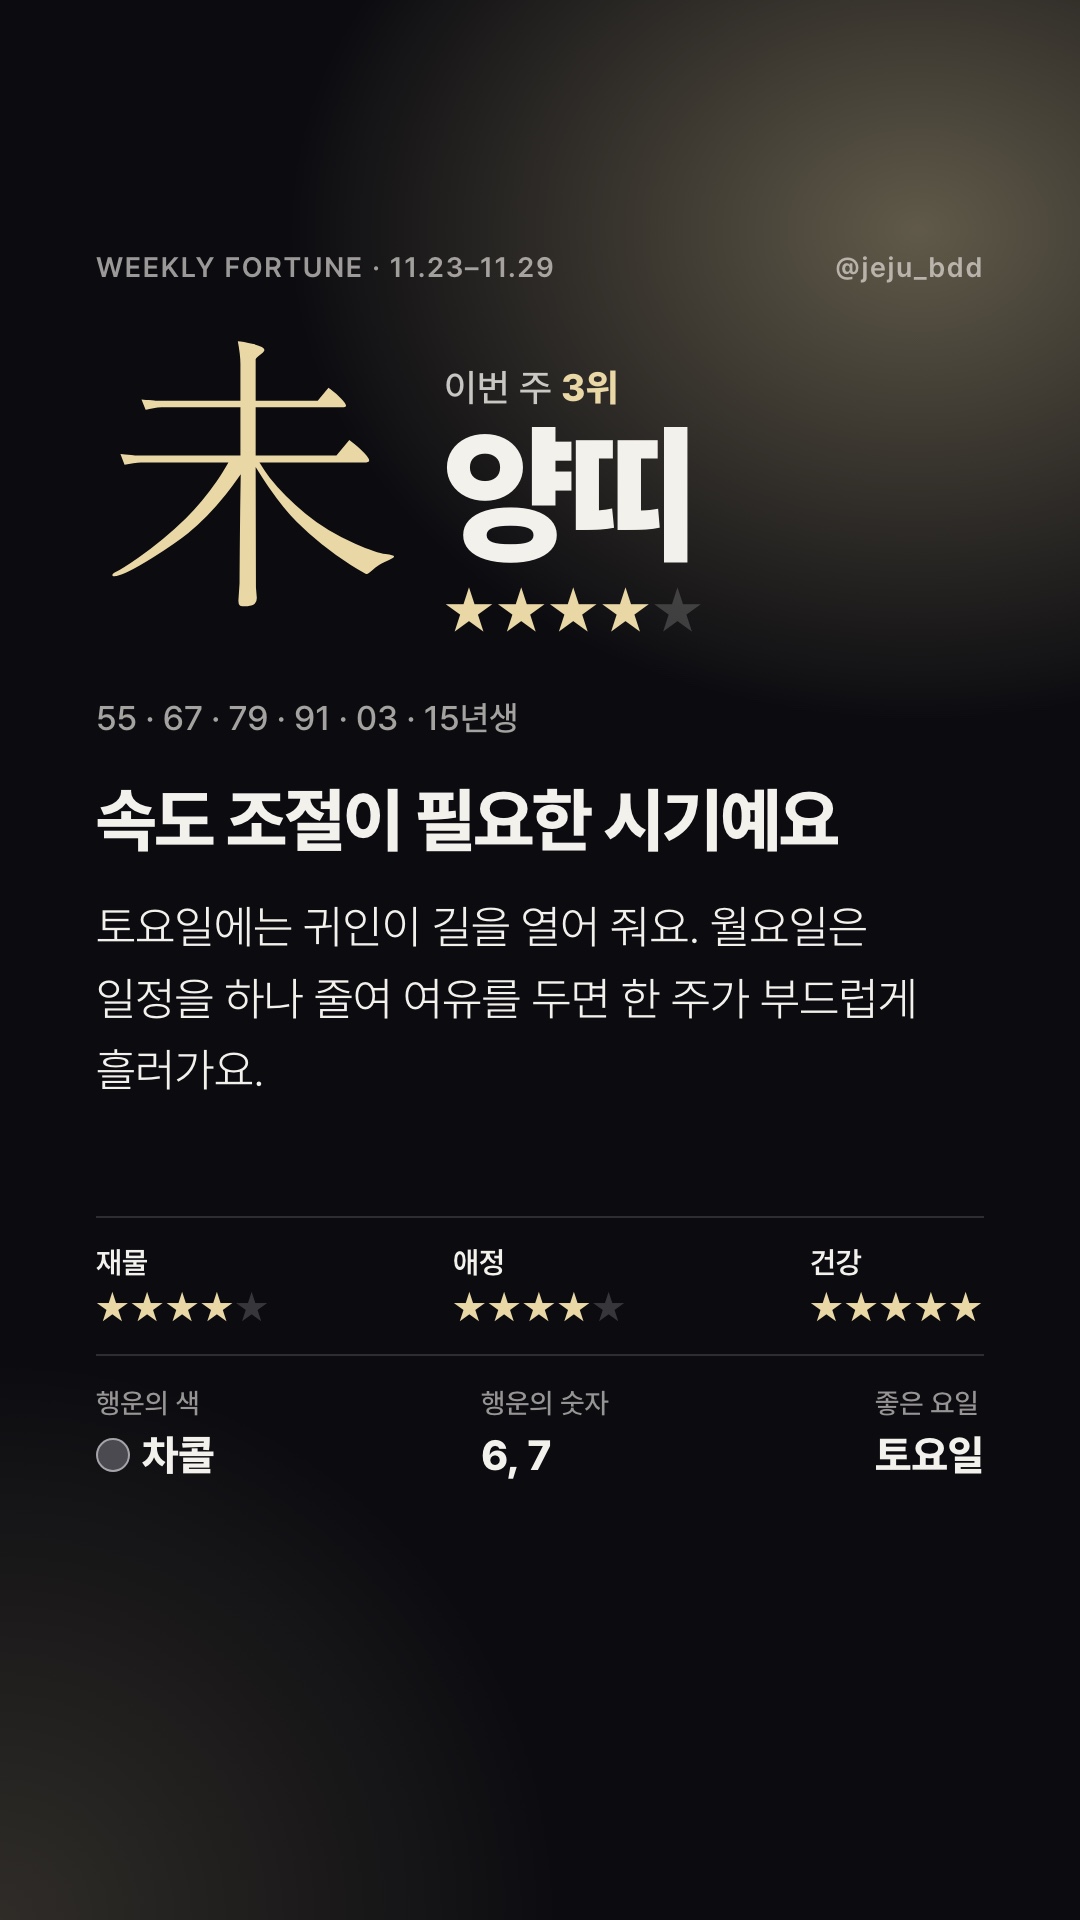 WEEKLY FORTUNE · 11.23–11.29
@jeju_bdd
未
이번 주 3위
양띠
★★★★★
55 · 67 · 79 · 91 · 03 · 15년생
속도 조절이 필요한 시기예요
토요일에는 귀인이 길을 열어 줘요. 월요일은
일정을 하나 줄여 여유를 두면 한 주가 부드럽게
흘러가요.
재물 애정 건강
★★★★★ ★★★★★ ★★★★★
행운의 색 행운의 숫자 좋은 요일
차콜 6, 7 토요일